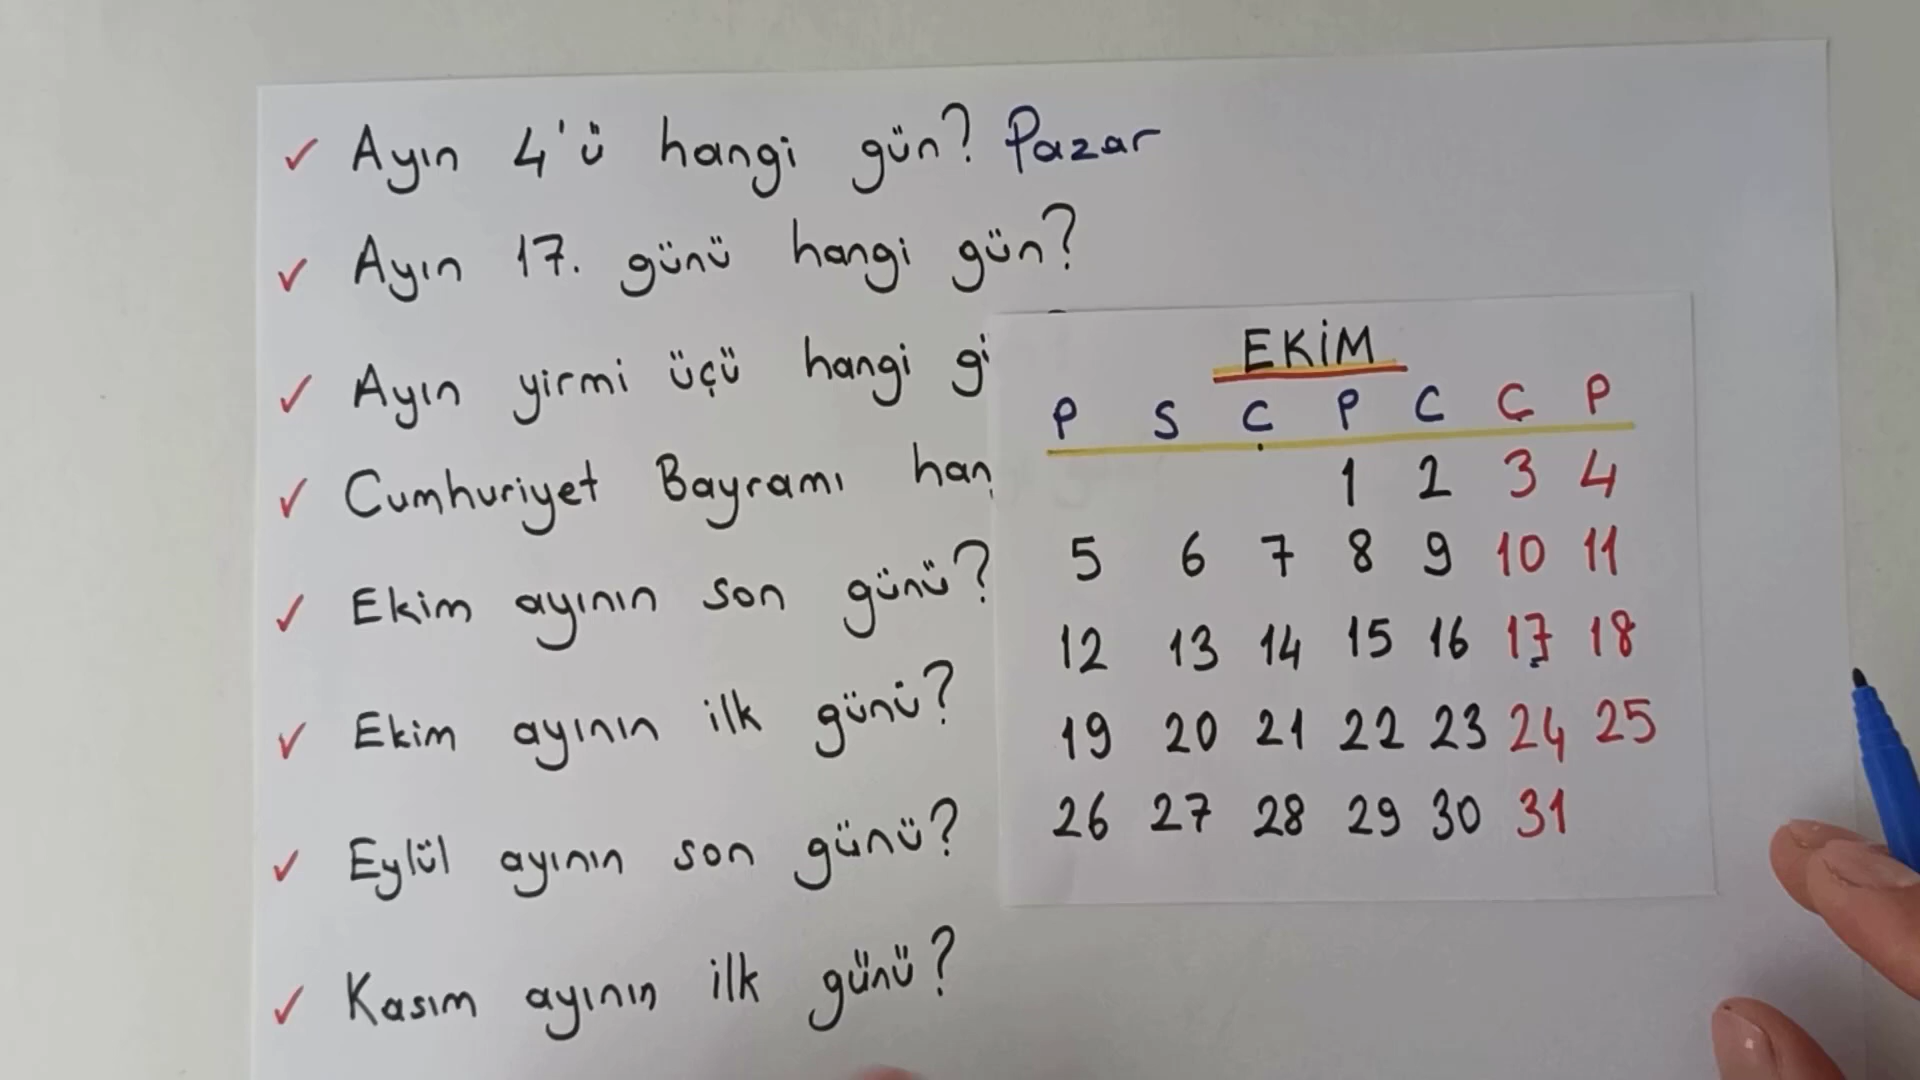 Ayın 4'ü hangi gün? Pazar
Ayın 17. günü hangi gün?
Ayın yirmi üçü hangi
Cumhuriyet Bayramı
Ekim ayının son günü?
Ekim ayının ilk günü?
Eylül ayının son günü?
Kasım ayının ilk günü?
EKİM
P S Ç P C C P
1 2 3 4
5 6 7 8 9 10 11
12 13 14 15 16 17 18
19 20 21 22 23 24 25
26 27 28 29 30 31